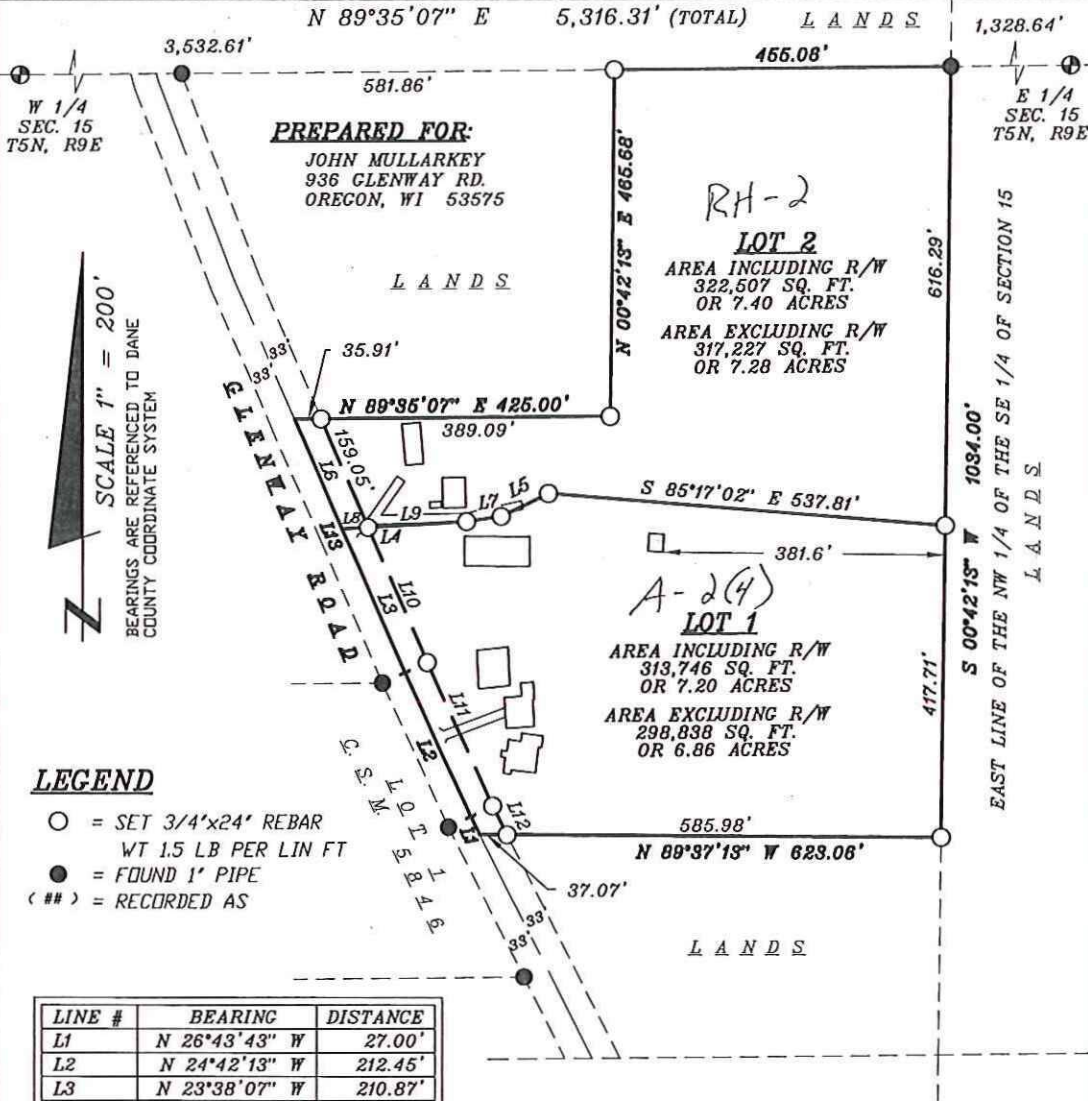 N 89°35'07" E 5,316.31' (TOTAL) L A N D S
3,532.61'
1,328.64'
581.86'
455.08'
W 1/4
SEC. 15
T5N, R9E
E 1/4
SEC. 15
T5N, R9E
PREPARED FOR:
JOHN MULLARKEY
936 GLENWAY RD.
OREGON, WI 53575
L A N D S
N 00°42'13" E 465.68'
RH-2
LOT 2
AREA INCLUDING R/W
322,507 SQ. FT.
OR 7.40 ACRES
AREA EXCLUDING R/W
317,227 SQ. FT.
OR 7.28 ACRES
616.29'
SCALE 1" = 200'
BEARINGS ARE REFERENCED TO DANE
COUNTY COORDINATE SYSTEM
N
33'
33'
35.91'
N 89°35'07" E 425.00'
389.09'
159.05'
GLENWAY ROAD
L6
L13
L8
L4
L9
L7
L5
S 85°17'02" E 537.81'
381.6'
L3
L10
A-2(4)
LOT 1
AREA INCLUDING R/W
313,746 SQ. FT.
OR 7.20 ACRES
AREA EXCLUDING R/W
298,838 SQ. FT.
OR 6.86 ACRES
417.71'
S 00°42'13" W 1034.00'
EAST LINE OF THE NW 1/4 OF THE SE 1/4 OF SECTION 15
L A N D S
L11
L2
L12
L1
LOT 1
C.S.M. 5846
585.98'
N 89°37'13" W 623.06'
37.07'
33'
33'
L A N D S
LEGEND
= SET 3/4"x24" REBAR
WT 1.5 LB PER LIN FT
= FOUND 1" PIPE
(##) = RECORDED AS
LINE # BEARING DISTANCE
L1 N 26°43'43" W 27.00'
L2 N 24°42'13" W 212.45'
L3 N 23°38'07" W 210.87'